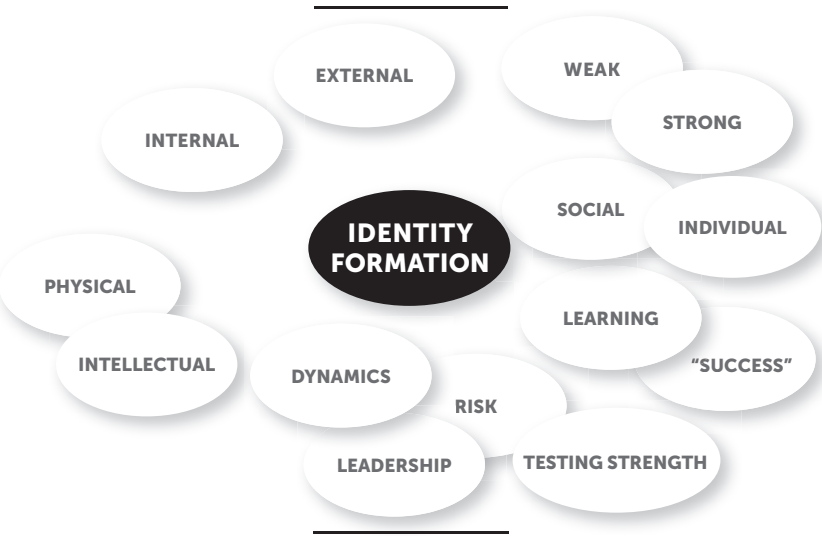 EXTERNAL
WEAK
STRONG
INTERNAL
SOCIAL
INDIVIDUAL
IDENTITY
FORMATION
PHYSICAL
LEARNING
INTELLECTUAL
DYNAMICS
“SUCCESS”
RISK
LEADERSHIP
TESTING STRENGTH